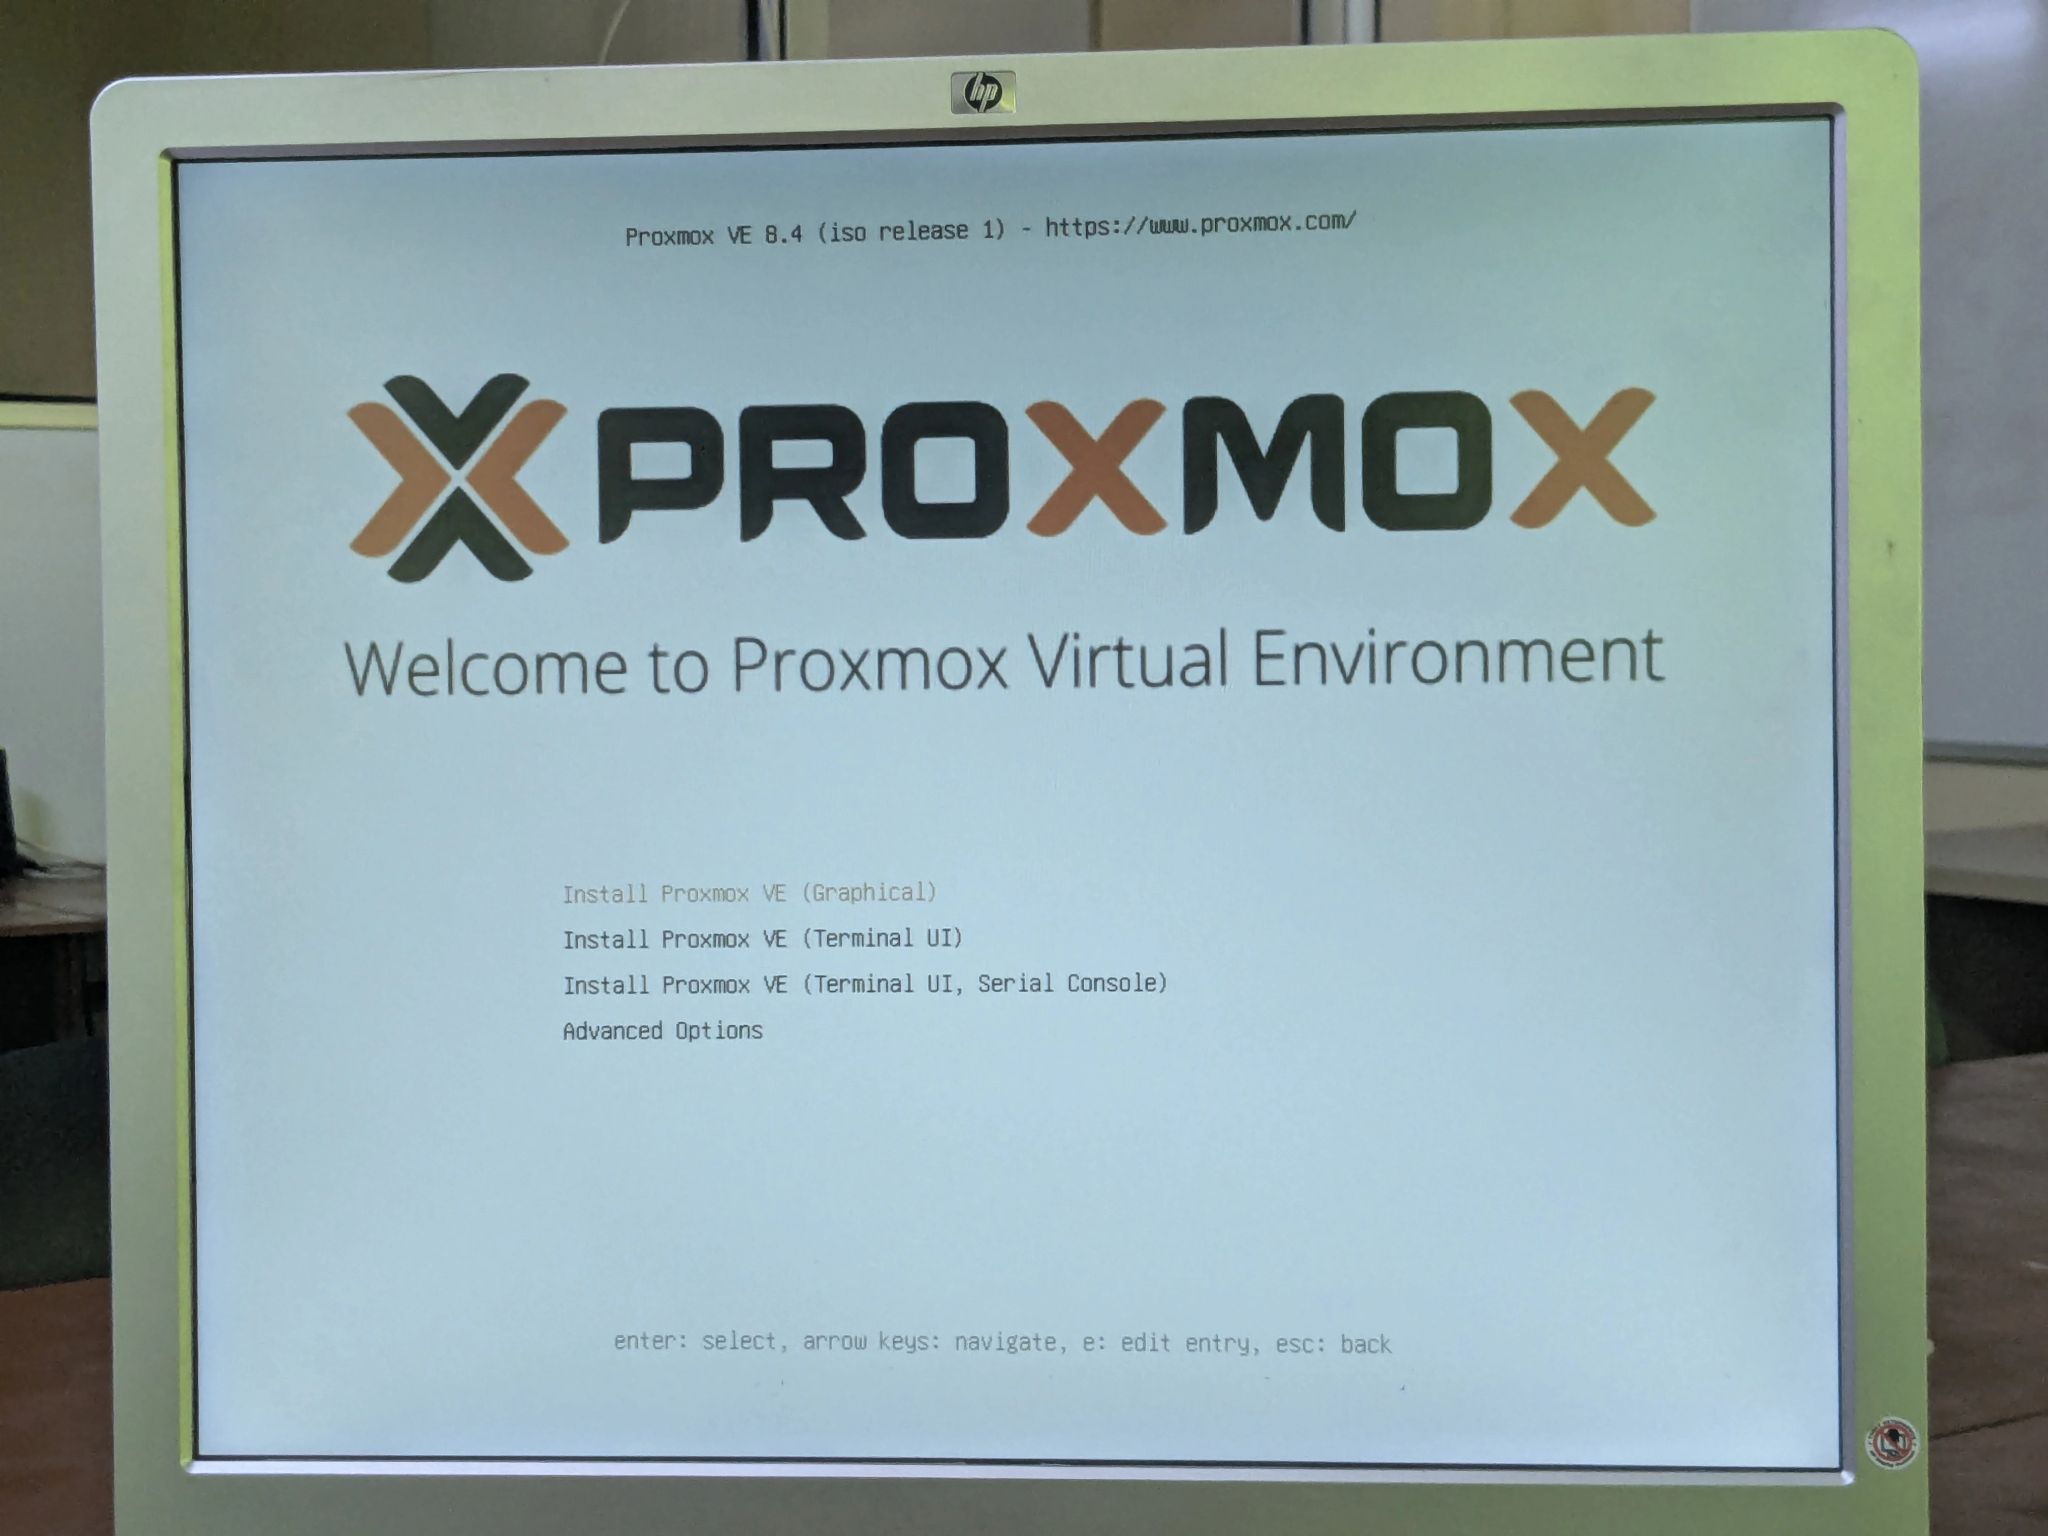 hp
Proxmox VE 8.4 (iso release 1) - https://www.proxmox.com/
PROXMOX
Welcome to Proxmox Virtual Environment
Install Proxmox VE (Graphical)
Install Proxmox VE (Terminal UI)
Install Proxmox VE (Terminal UI, Serial Console)
Advanced Options
enter: select, arrow keys: navigate, e: edit entry, esc: back